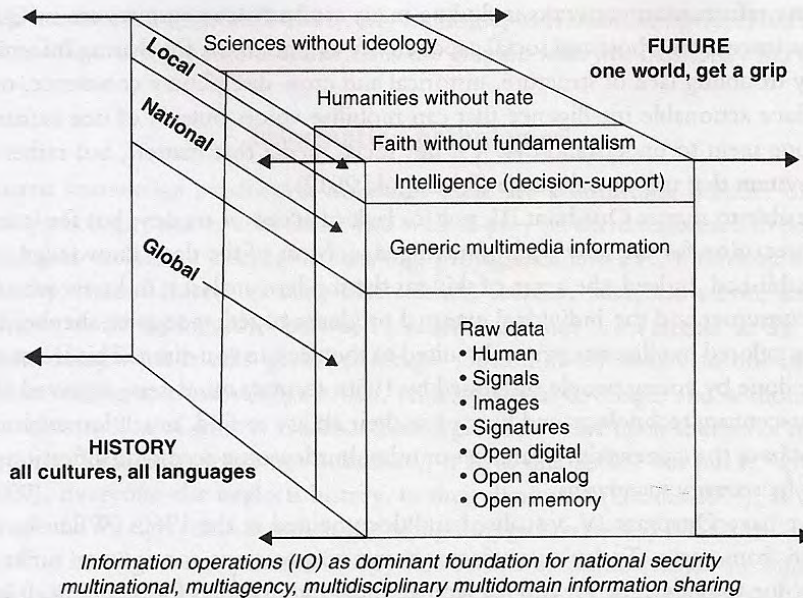 Sciences without ideology
FUTURE
one world, get a grip
Local
Humanities without hate
National
Faith without fundamentalism
Intelligence (decision-support)
Generic multimedia information
Global
Raw data
• Human
• Signals
• Images
• Signatures
• Open digital
• Open analog
• Open memory
HISTORY
all cultures, all languages
Information operations (IO) as dominant foundation for national security
multinational, multiagency, multidisciplinary multidomain information sharing